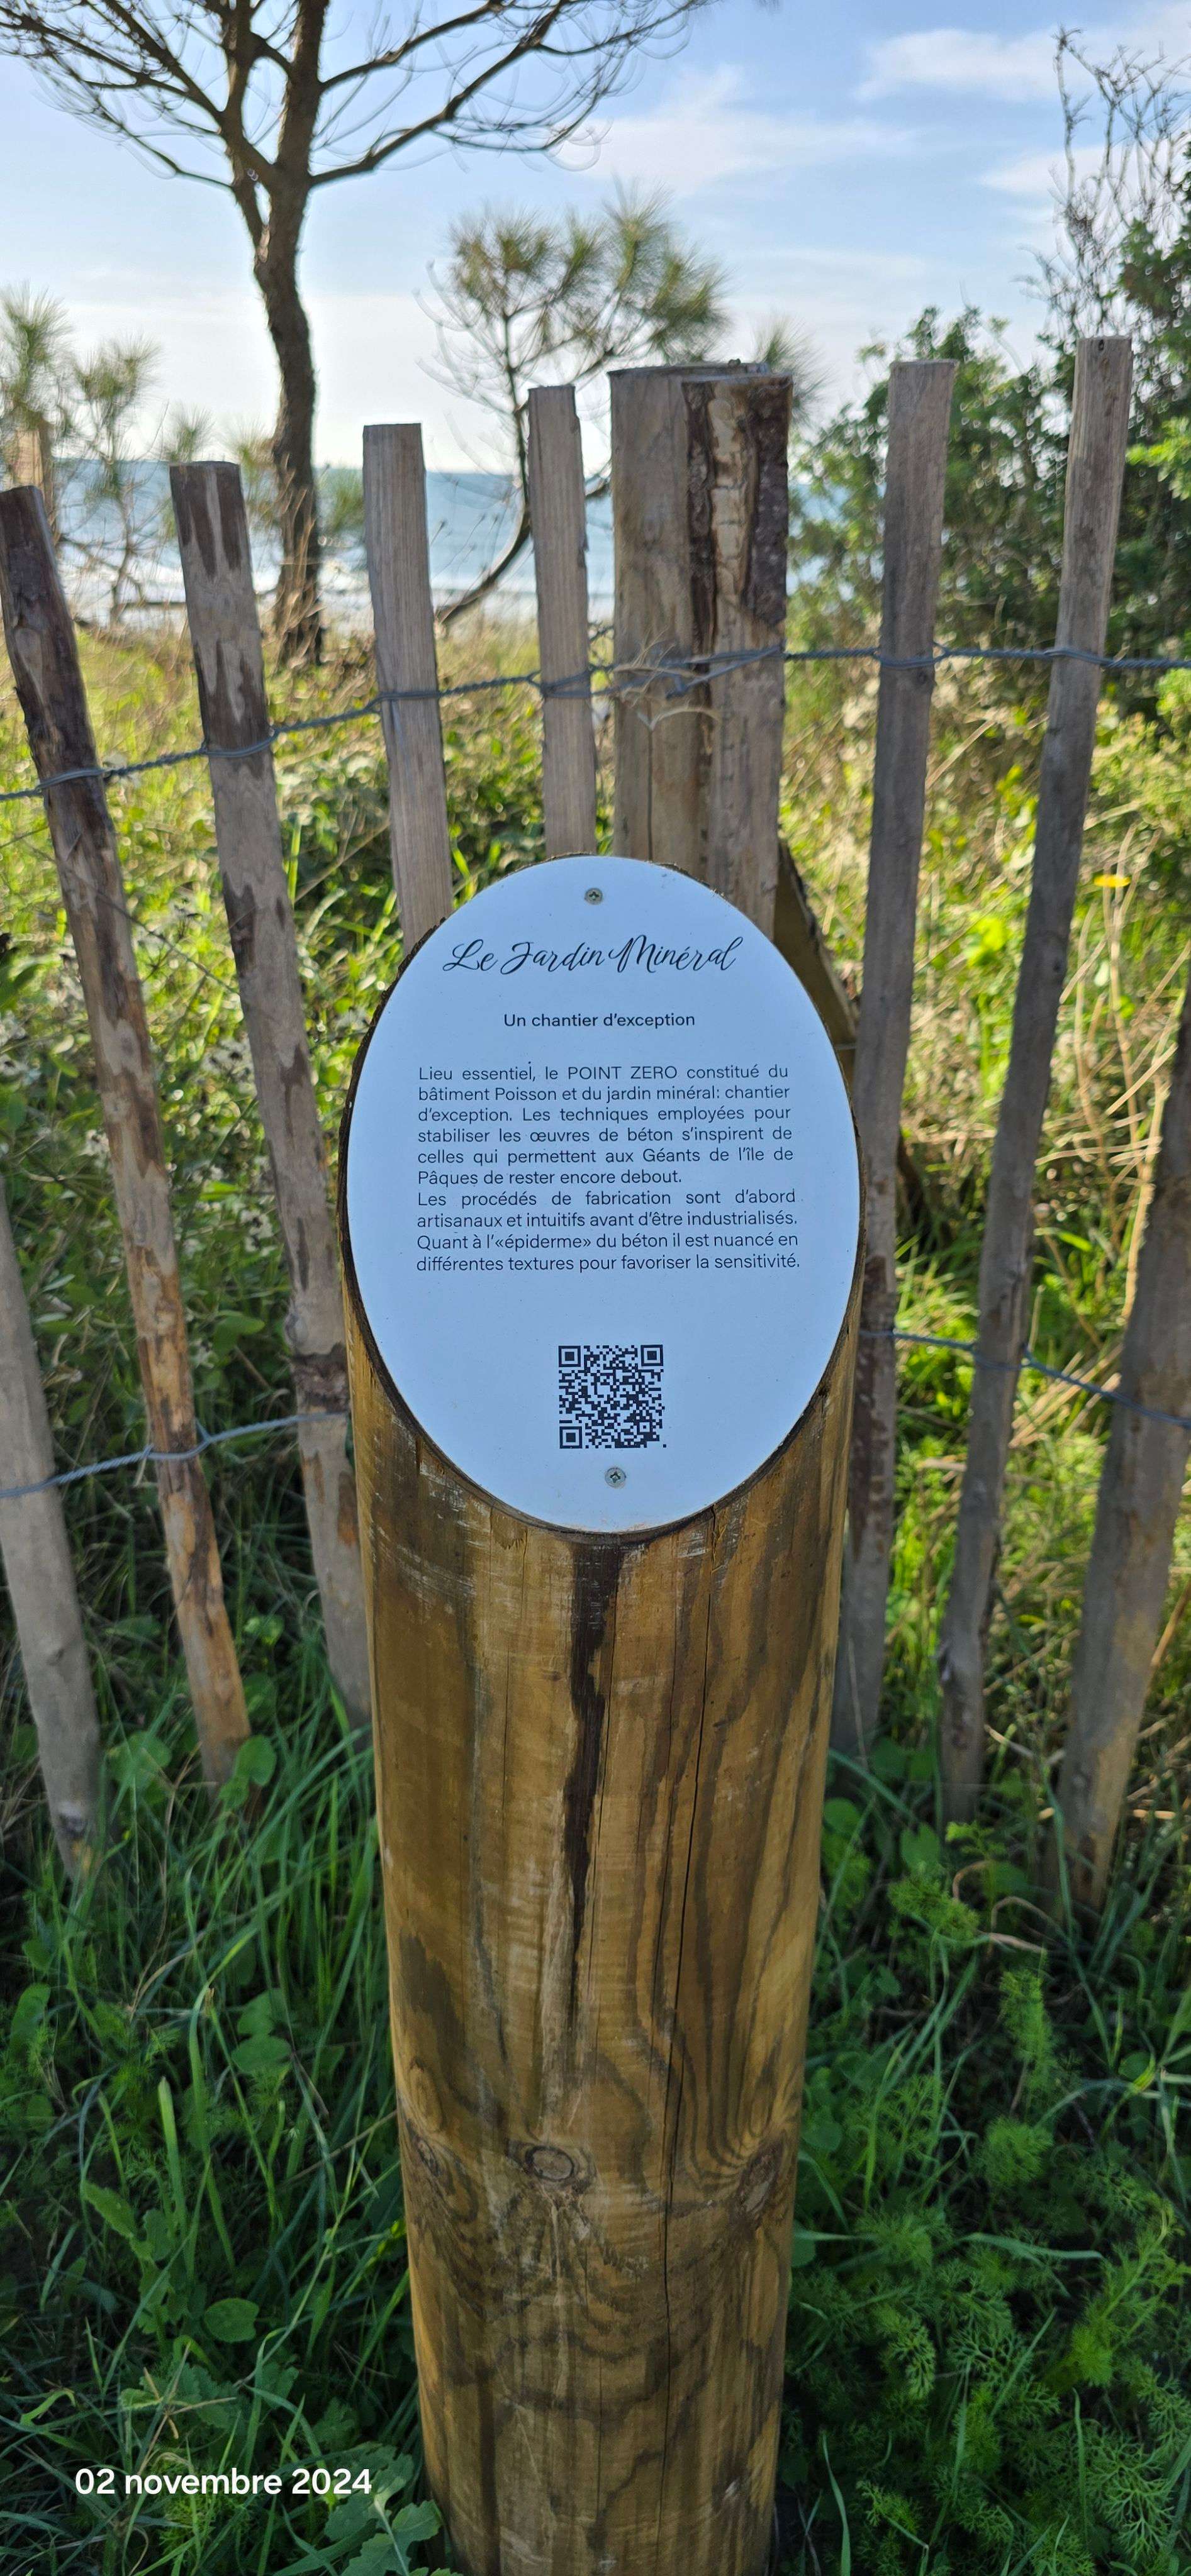 Le Jardin Minéral
Un chantier d'exception
Lieu essentiel, le POINT ZERO constitué du
bâtiment Poisson et du jardin minéral: chantier
d'exception. Les techniques employées pour
stabiliser les œuvres de béton s'inspirent de
celles qui permettent aux Géants de l'île de
Pâques de rester encore debout.
Les procédés de fabrication sont d'abord
artisanaux et intuitifs avant d'être industrialisés.
Quant à l'«épiderme» du béton il est nuancé en
différentes textures pour favoriser la sensitivité.
02 novembre 2024